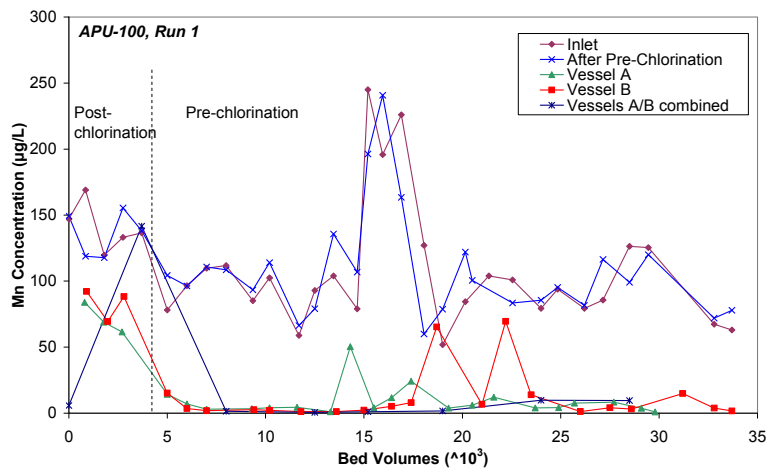 APU-100, Run 1
Inlet
After Pre-Chlorination
Vessel A
Vessel B
Vessels A/B combined
Post-
chlorination
Pre-chlorination
Mn Concentration (µg/L)
300
250
200
150
100
50
0
0
5
10
15
20
25
30
35
Bed Volumes (^10³)